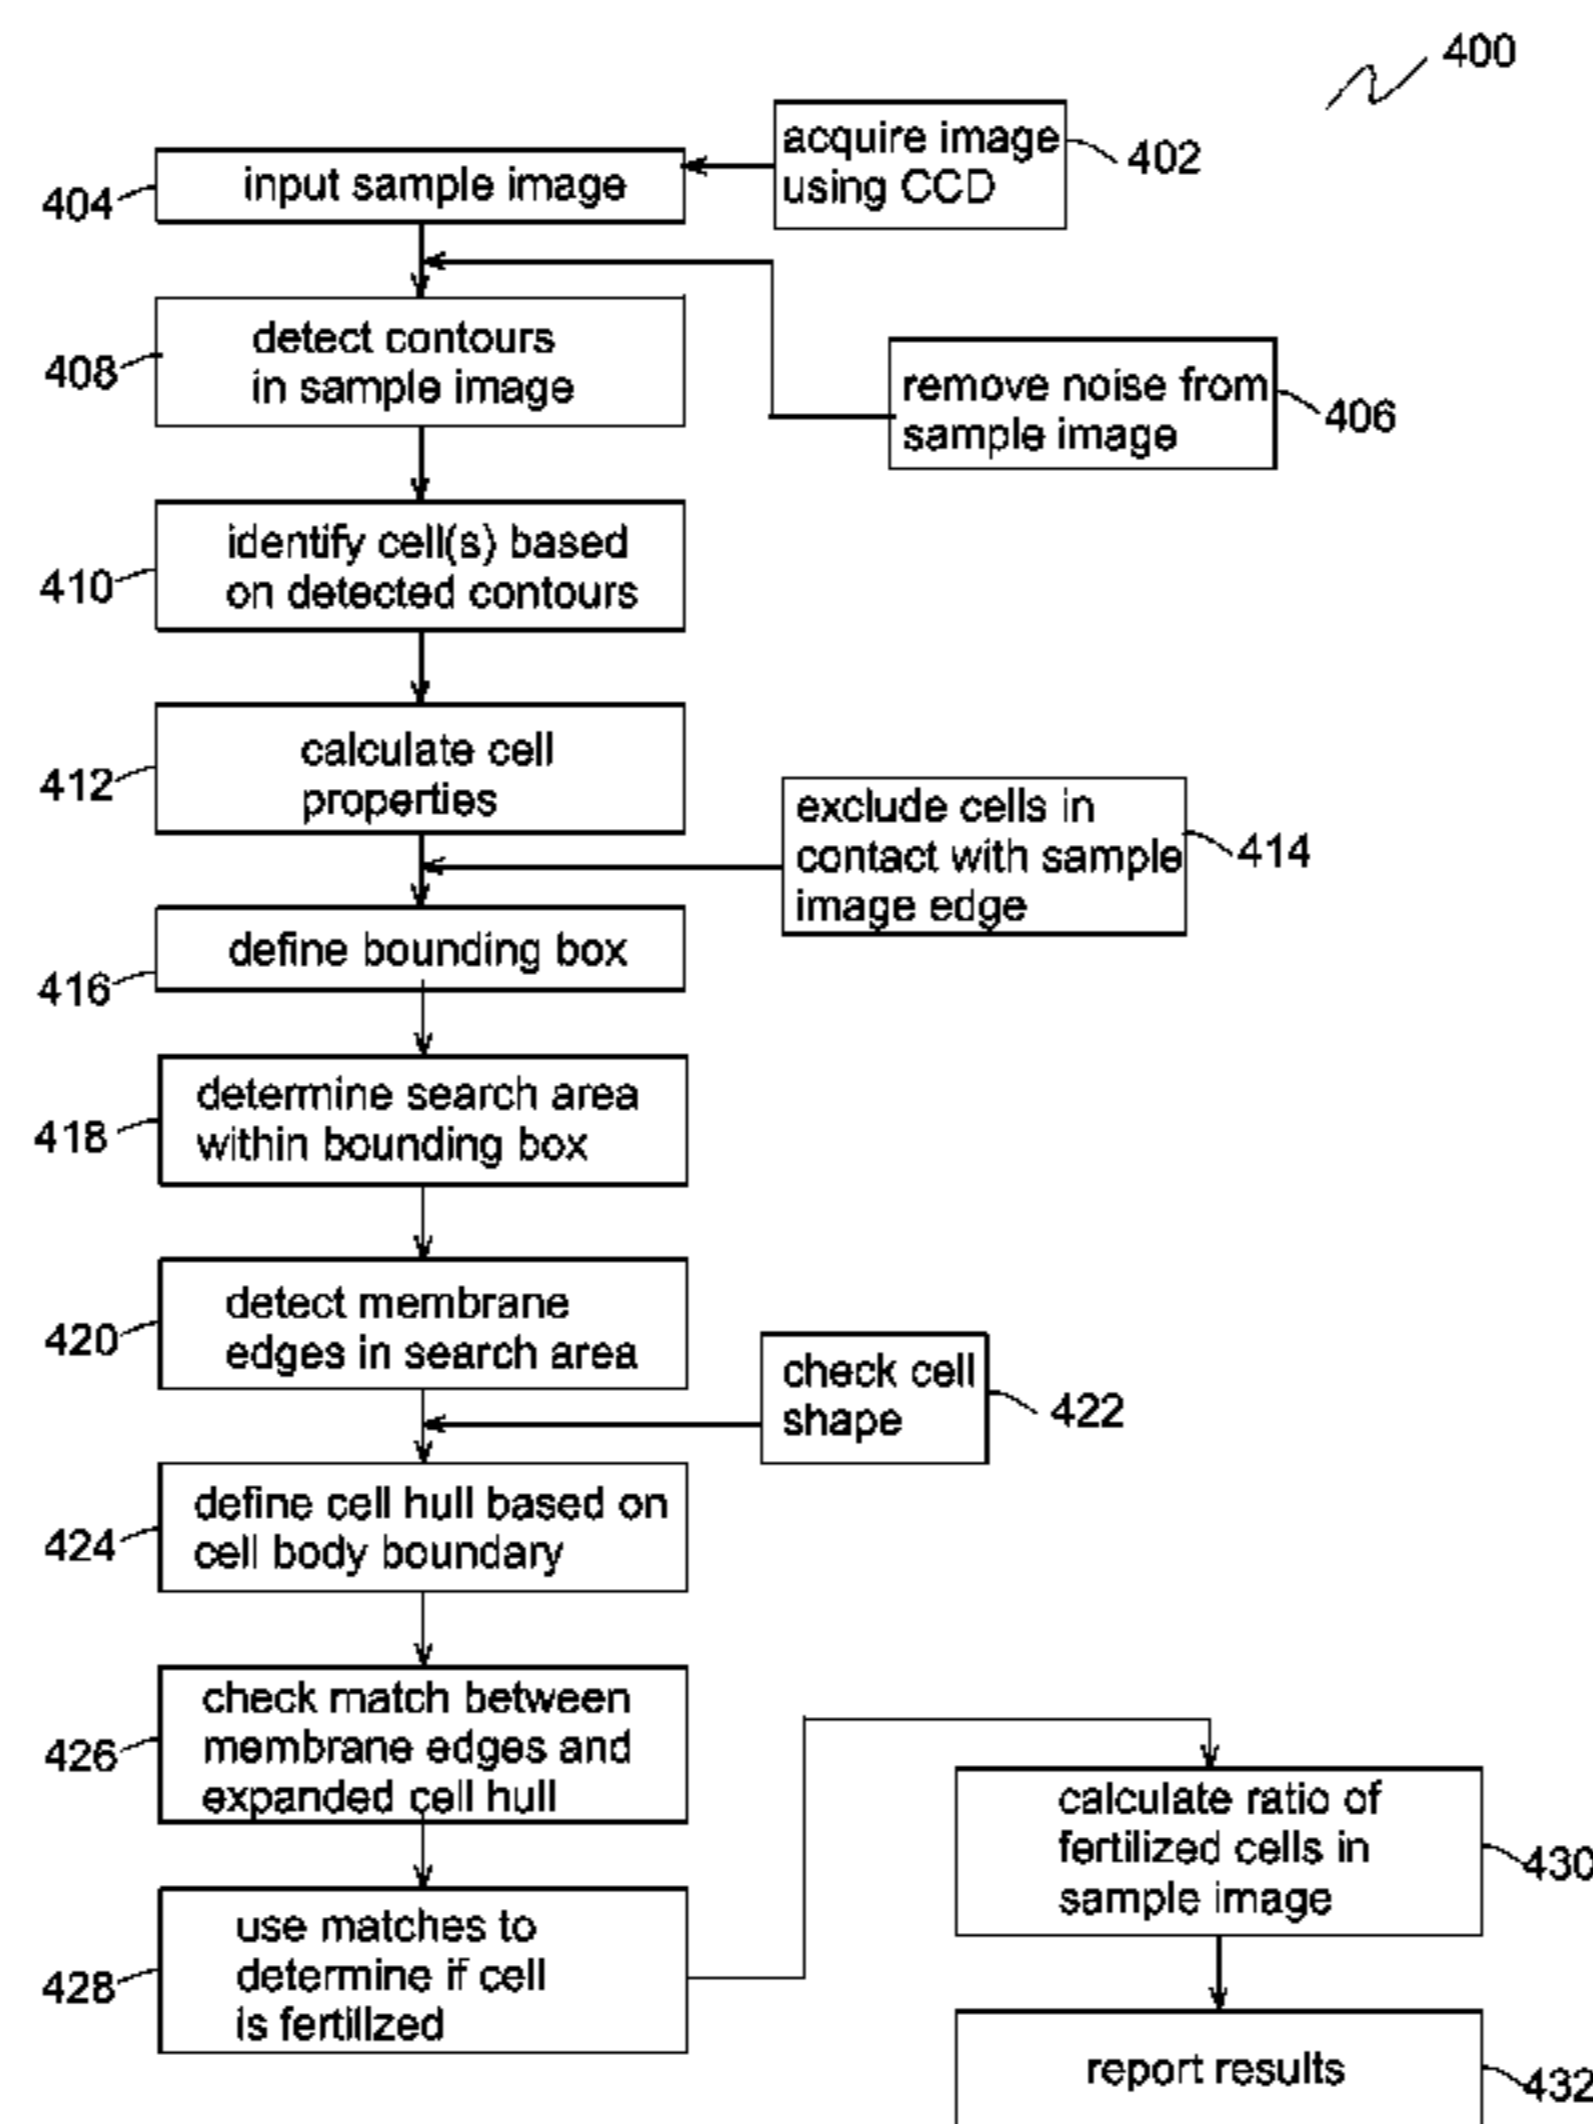 400
acquire image
using CCD
402
input sample image
404
detect contours
in sample image
408
remove noise from
sample image
406
identify cell(s) based
on detected contours
410
calculate cell
properties
412
exclude cells in
contact with sample
image edge
414
define bounding box
416
determine search area
within bounding box
418
detect membrane
edges in search area
420
check cell
shape
422
define cell hull based on
cell body boundary
424
check match between
membrane edges and
expanded cell hull
426
use matches to
determine if cell
is fertilized
428
calculate ratio of
fertilized cells in
sample image
430
report results
432